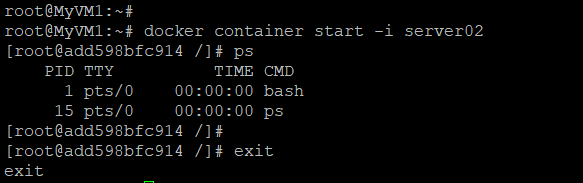 root@MyVM1:~#
root@MyVM1:~# docker container start -i server02
[root@add598bfc914 /]# ps
    PID TTY          TIME CMD
      1 pts/0    00:00:00 bash
     15 pts/0    00:00:00 ps
[root@add598bfc914 /]#
[root@add598bfc914 /]# exit
exit